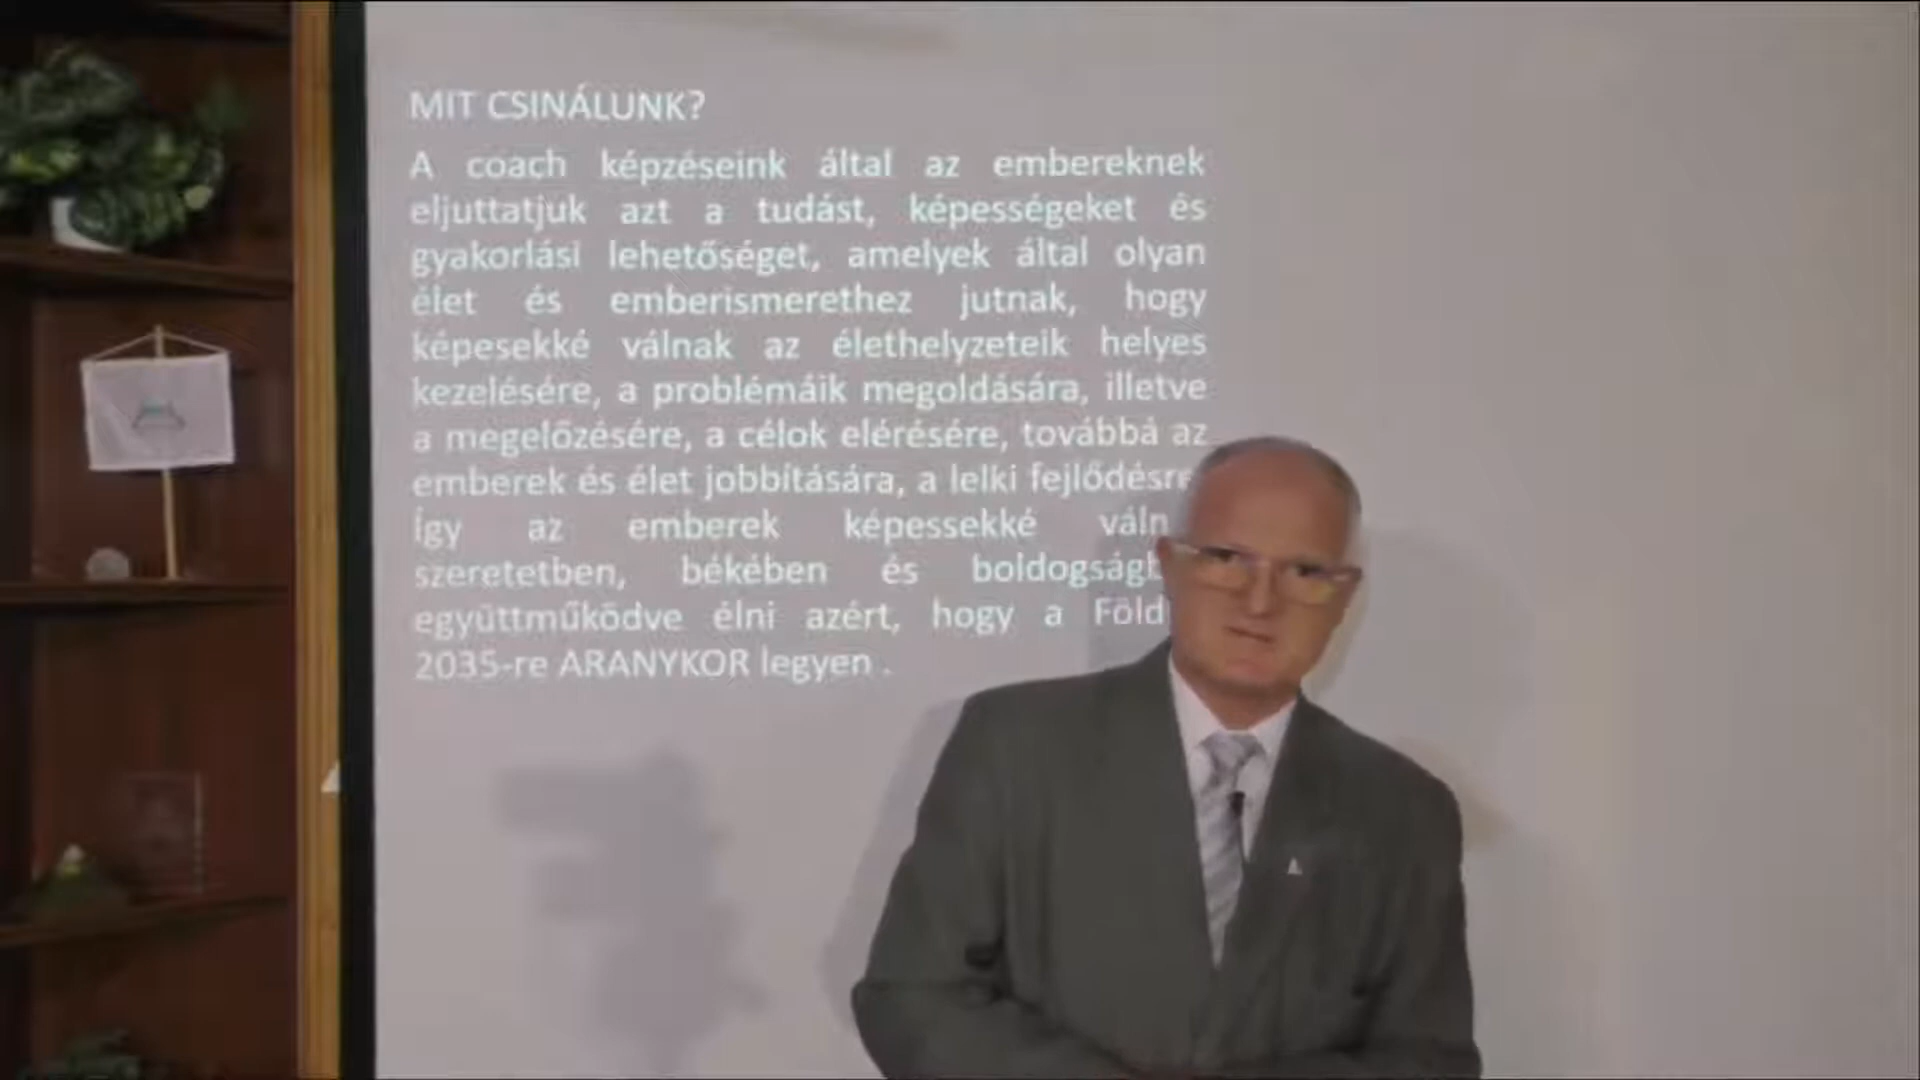 MIT CSINÁLUNK?
A coach képzéseink által az embereknek
eljuttatjuk azt a tudást, képességeket és
gyakorlási lehetőséget, amelyek által olyan
élet és emberismerethez jutnak, hogy
képesekké válnak az élethelyzeteik helyes
kezelésére, a problémáik megoldására, illetve
a megelőzésére, a célok elérésére, továbbá az
emberek és élet jobbítására, a lelki
így az emberek képessekké
szeretetben, békében és
együttműködve élni azért, hogy a
2035-re ARANYKOR legyen .